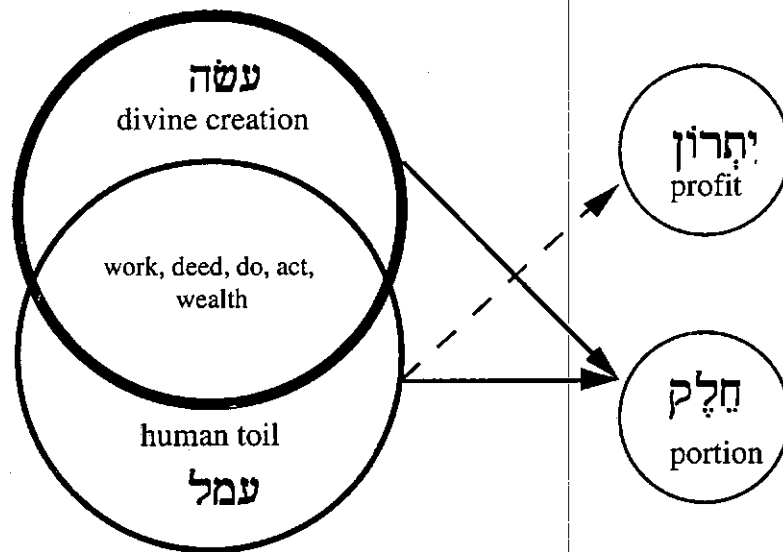 עשׂה
divine creation
work, deed, do, act,
wealth
human toil
עמל
יִתְרוֹן
profit
חֵלֶק
portion